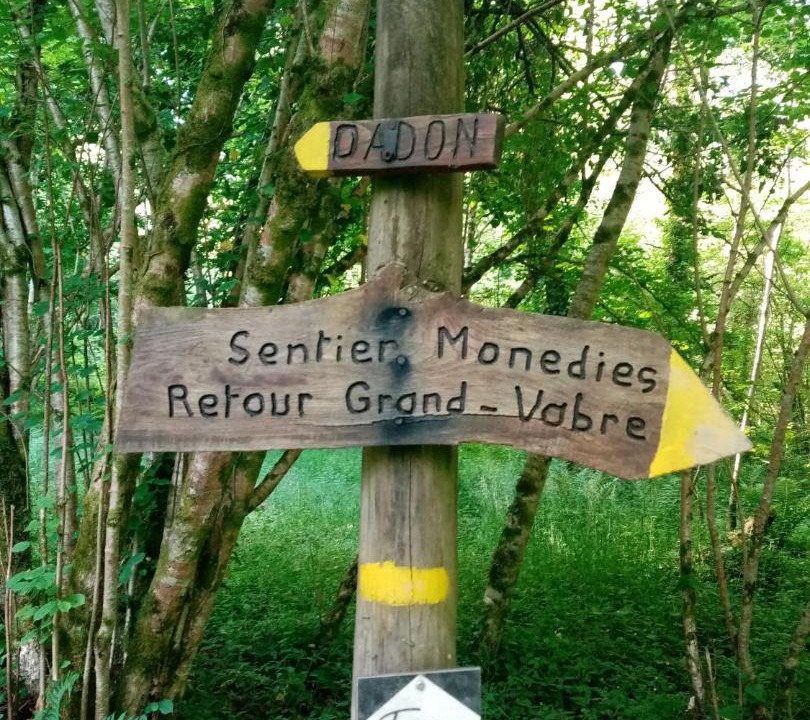 DADON
Sentier Monedies
Retour Grand-Vabre